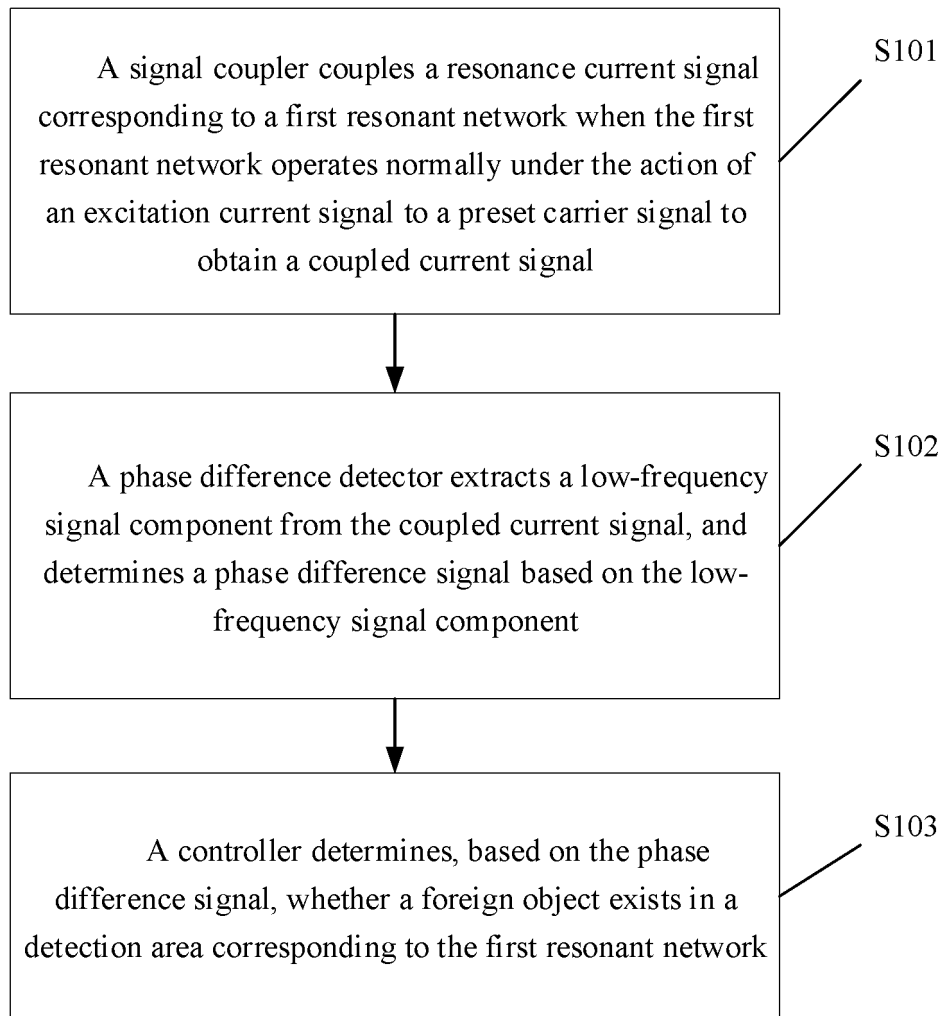 A signal coupler couples a resonance current signal
corresponding to a first resonant network when the first
resonant network operates normally under the action of
an excitation current signal to a preset carrier signal to
obtain a coupled current signal
S101
A phase difference detector extracts a low-frequency
signal component from the coupled current signal, and
determines a phase difference signal based on the low-
frequency signal component
S102
A controller determines, based on the phase
difference signal, whether a foreign object exists in a
detection area corresponding to the first resonant network
S103